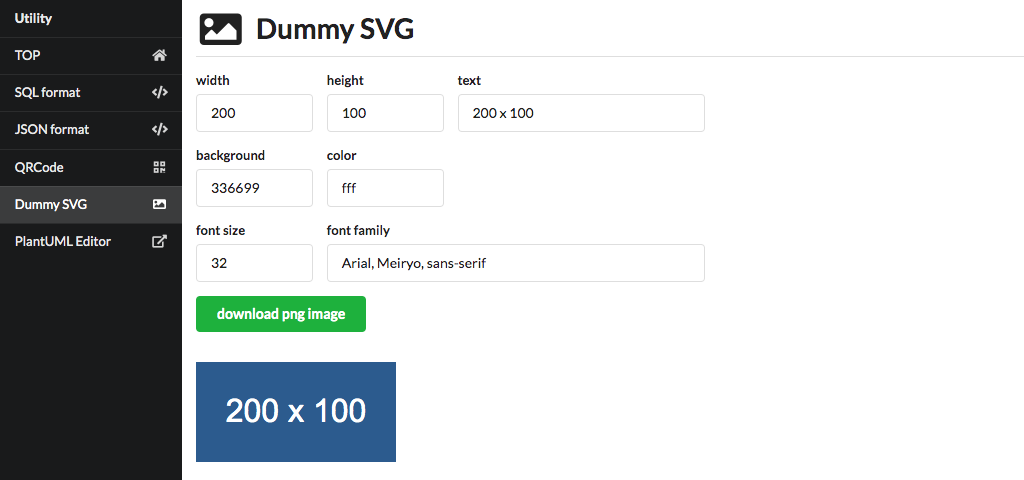 Utility
TOP
SQL format
JSON format
QRCode
Dummy SVG
PlantUML Editor
Dummy SVG
width height text
200 100 200 x 100
background color
336699 fff
font size font family
32 Arial, Meiryo, sans-serif
download png image
200 x 100